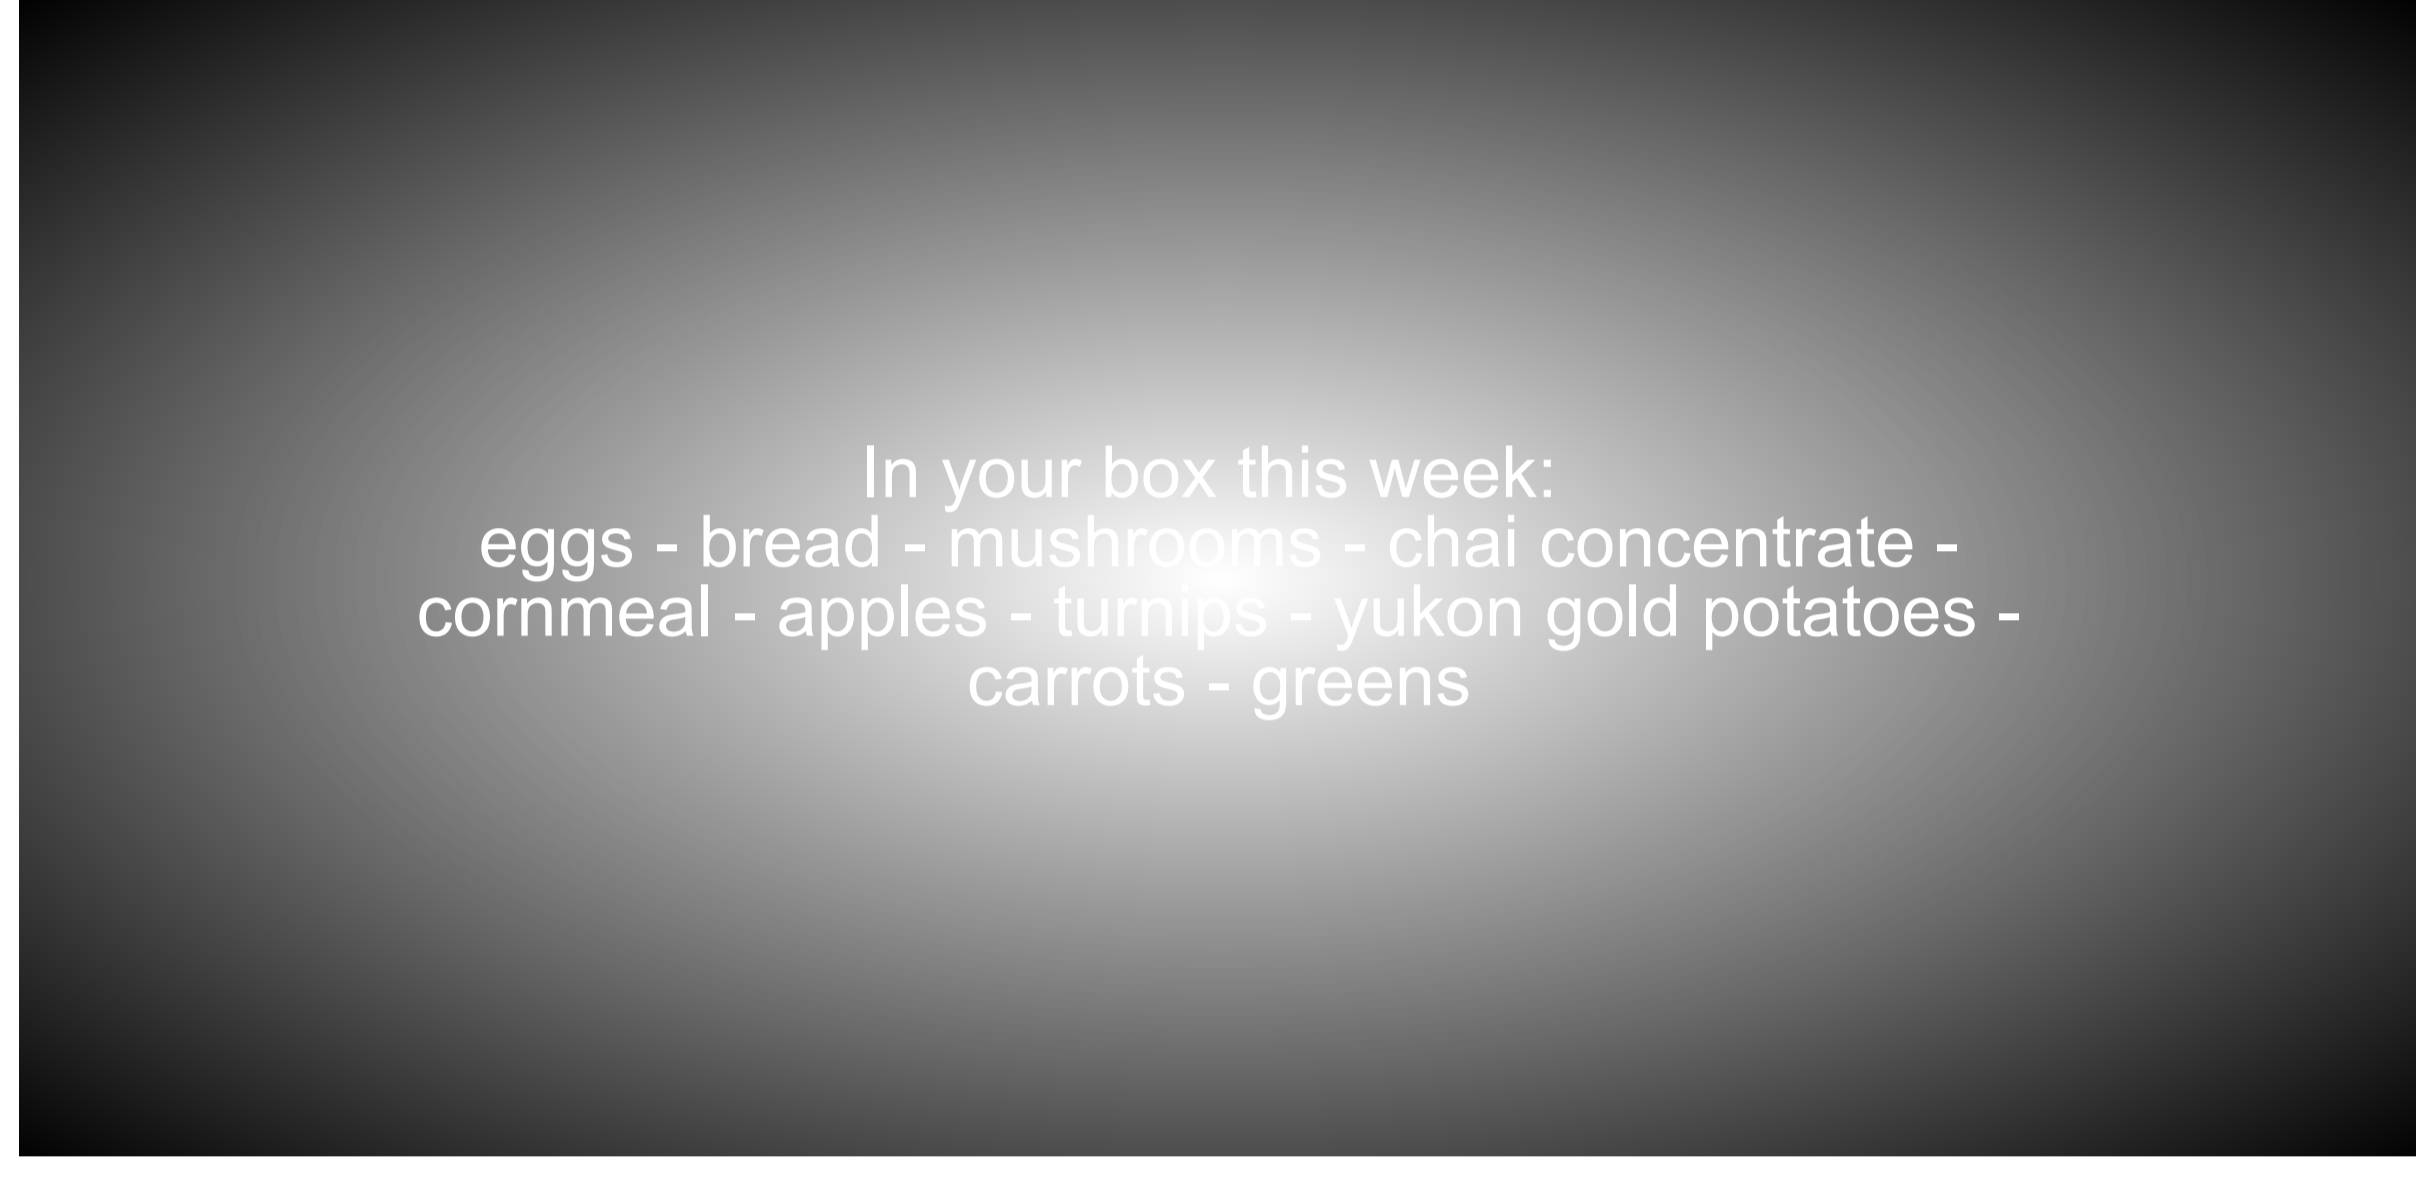 In your box this week:
eggs - bread - mushrooms - chai concentrate -
cornmeal - apples - turnips - yukon gold potatoes -
carrots - greens